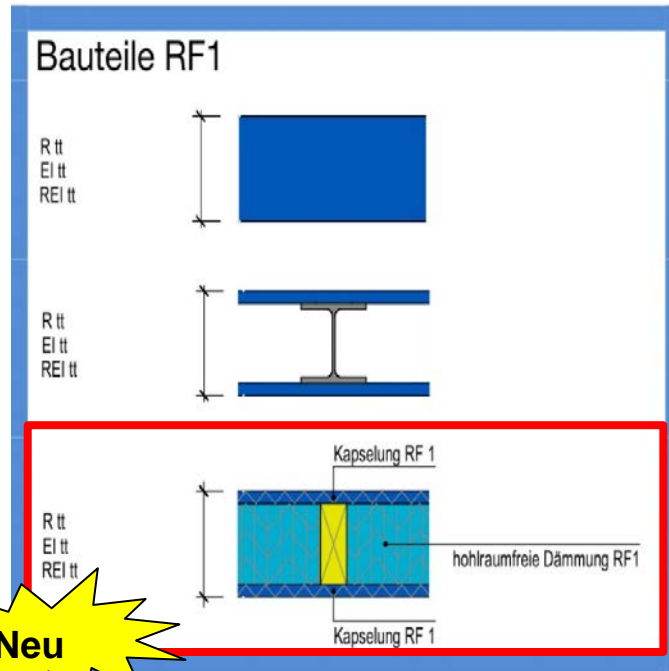 Bauteile RF1
R tt
EI tt
REI tt
R tt
EI tt
REI tt
Kapselung RF 1
R tt
EI tt
REI tt
hohlraumfreie Dämmung RF1
Neu
Kapselung RF 1